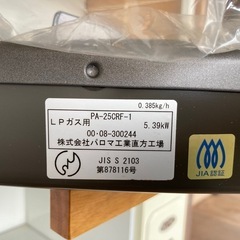 PA-25CRF-1
0.385kg/h
LPガス用
5.39kW
00-08-300244
株式会社パロマ工業直方工場
JIS S 2103
第878116号
JIA認証